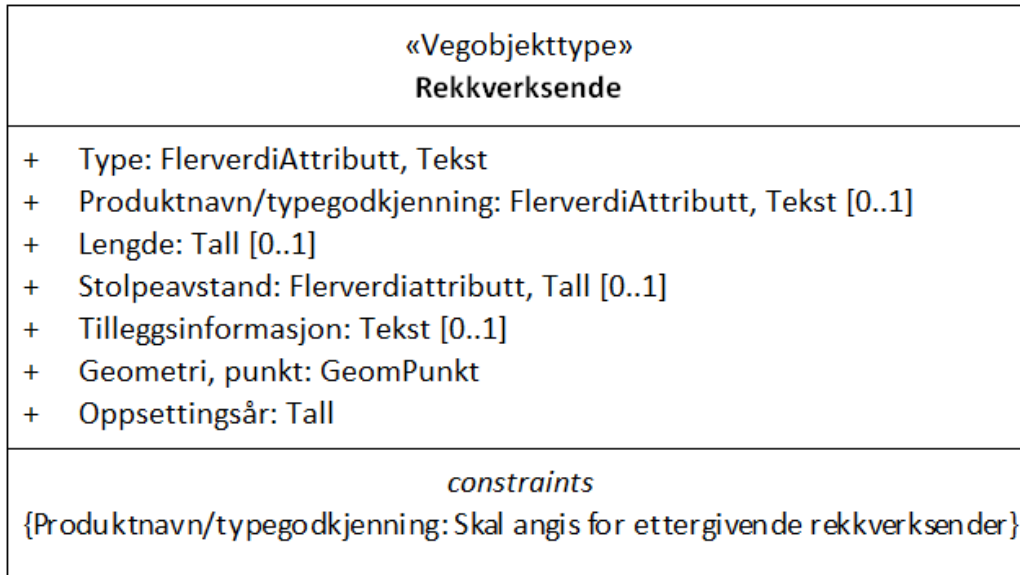 «Vegobjekttype»
Rekkverksende
+ Type: FlerverdiAttributt, Tekst
+ Produktnavn/typegodkjenning: FlerverdiAttributt, Tekst [0..1]
+ Lengde: Tall [0..1]
+ Stolpeavstand: Flerverdiattributt, Tall [0..1]
+ Tilleggsinformasjon: Tekst [0..1]
+ Geometri, punkt: GeomPunkt
+ Oppsettingsår: Tall
constraints
{Produktnavn/typegodkjenning: Skal angis for ettergivende rekkverksender}